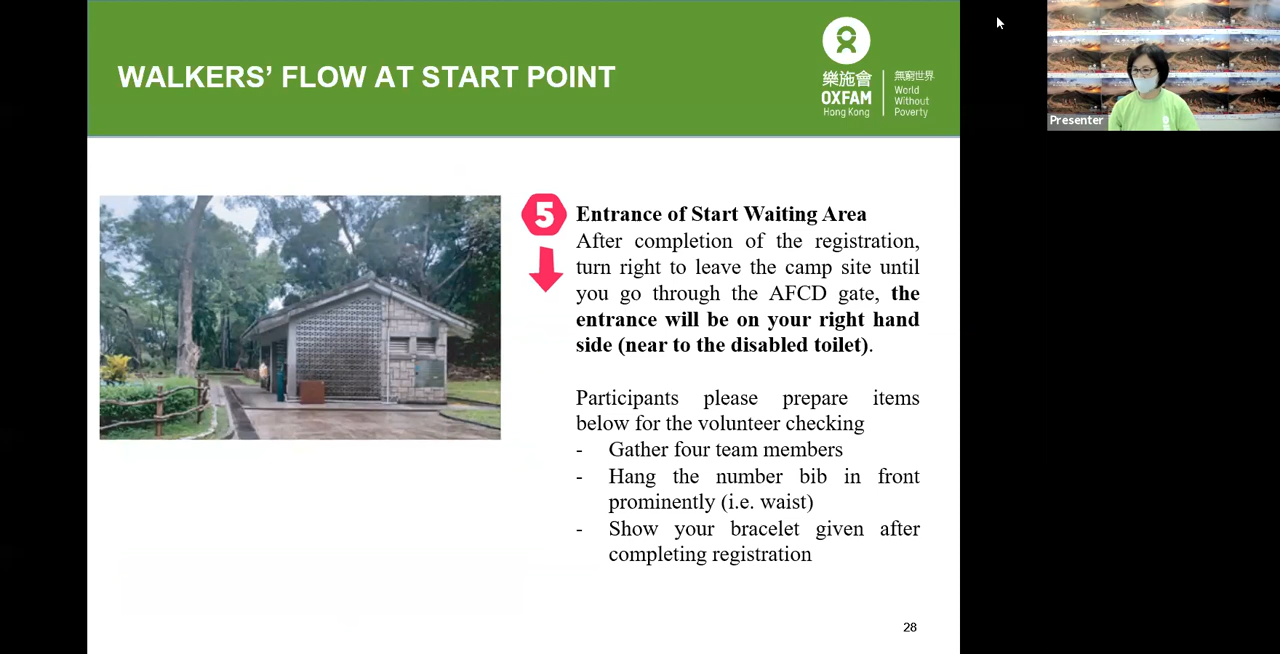 WALKERS’ FLOW AT START POINT
樂施會
OXFAM
Hong Kong
無窮世界
World
Without
Poverty
Presenter
5
Entrance of Start Waiting Area
After completion of the registration,
turn right to leave the camp site until
you go through the AFCD gate, the
entrance will be on your right hand
side (near to the disabled toilet).
Participants please prepare items
below for the volunteer checking
- Gather four team members
- Hang the number bib in front
prominently (i.e. waist)
- Show your bracelet given after
completing registration
28